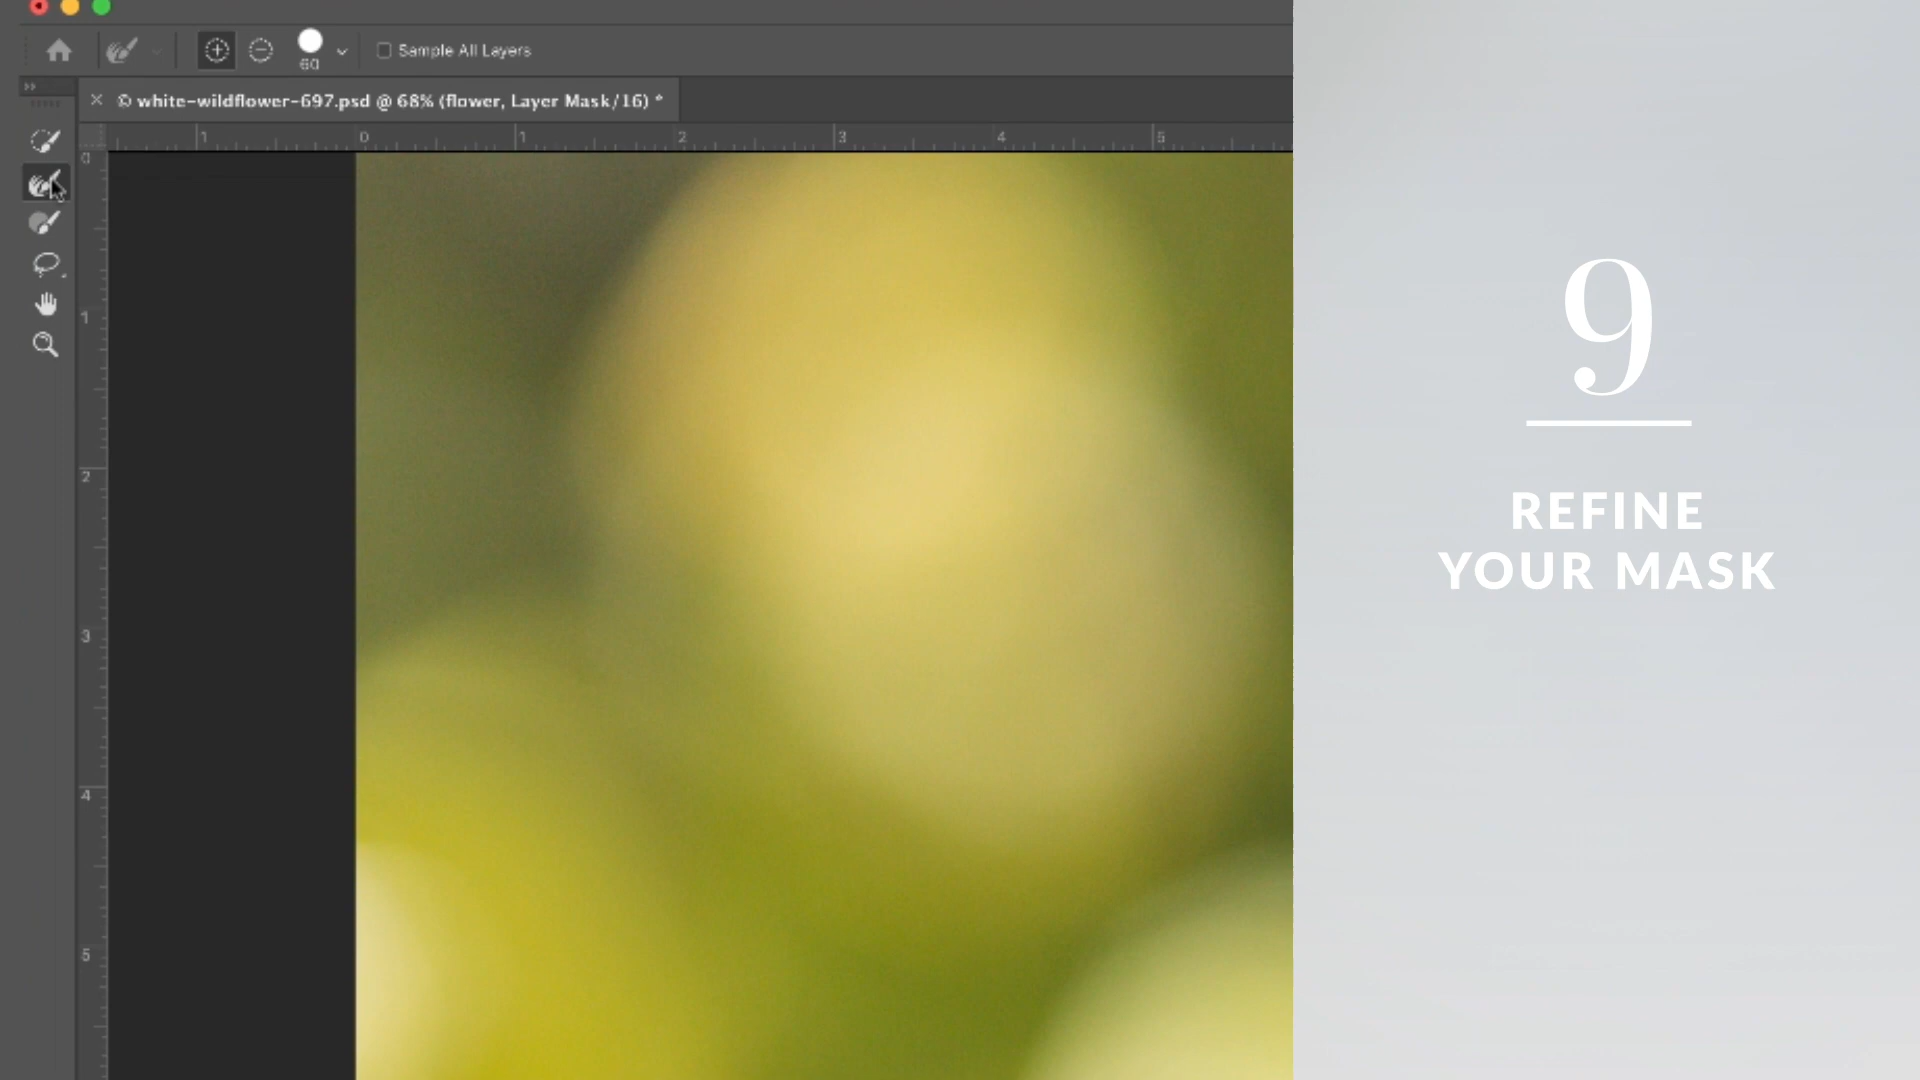 60
Sample All Layers
× © white-wildflower-697.psd @ 68% (flower, Layer Mask/16) *
1 0 1 2 3 4 5
0
1
2
3
4
5
9
REFINE
YOUR MASK